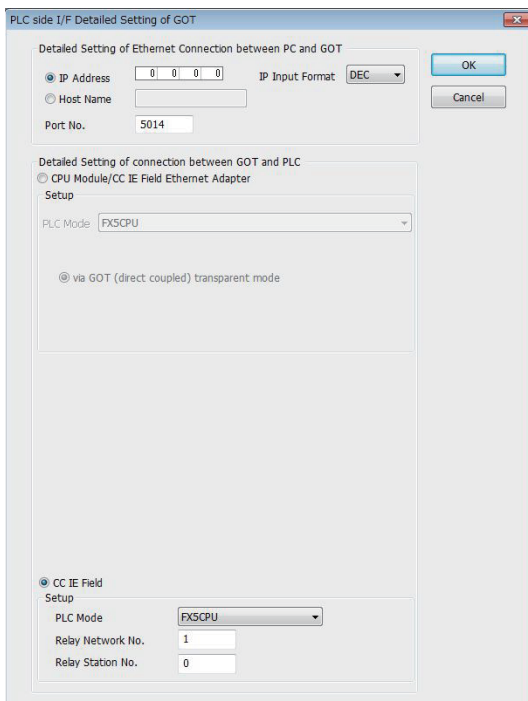 PLC side I/F Detailed Setting of GOT
Detailed Setting of Ethernet Connection between PC and GOT
IP Address 0 0 0 0 IP Input Format DEC
Host Name
Port No. 5014
OK
Cancel
Detailed Setting of connection between GOT and PLC
CPU Module/CC IE Field Ethernet Adapter
Setup
PLC Mode FX5CPU
via GOT (direct coupled) transparent mode
CC IE Field
Setup
PLC Mode FX5CPU
Relay Network No. 1
Relay Station No. 0